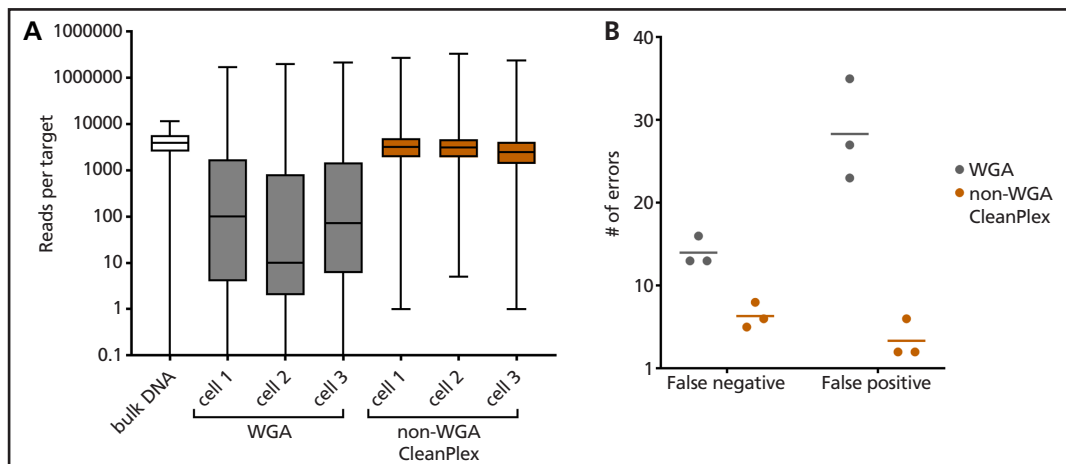 A
Reads per target
1000000
1000000
10000
1000
100
10
1
0.1
bulk DNA
cell 1
cell 2
cell 3
cell 1
cell 2
cell 3
WGA
non-WGA
CleanPlex
B
# of errors
40
30
20
10
1
False negative
False positive
WGA
non-WGA
CleanPlex